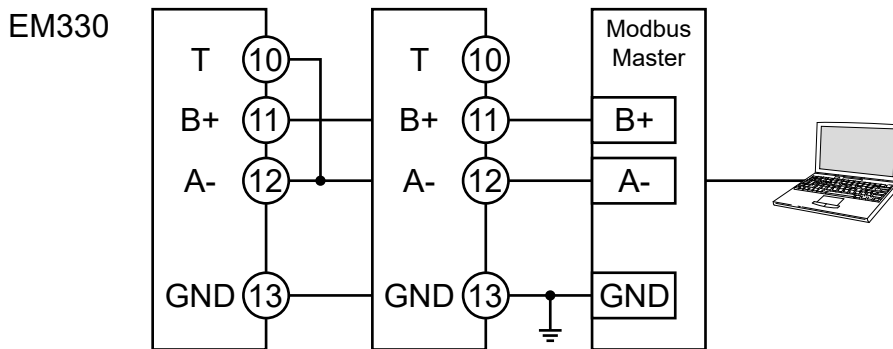 EM330
Modbus
Master
T 10 T 10
B+ 11 B+ 11 B+
A- 12 A- 12 A-
GND 13 GND 13 GND